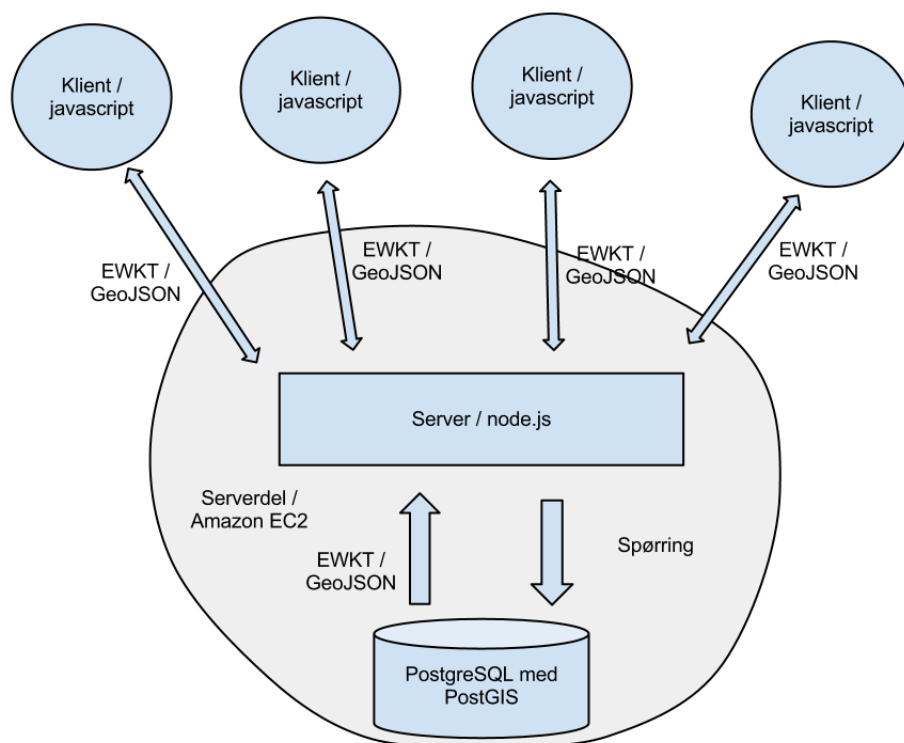 Klient /
javascript
Klient /
javascript
Klient /
javascript
Klient /
javascript
EWKT /
GeoJSON
EWKT /
GeoJSON
EWKT /
GeoJSON
EWKT /
GeoJSON
Server / node.js
Serverdel /
Amazon EC2
EWKT /
GeoJSON
Spørring
PostgreSQL med
PostGIS